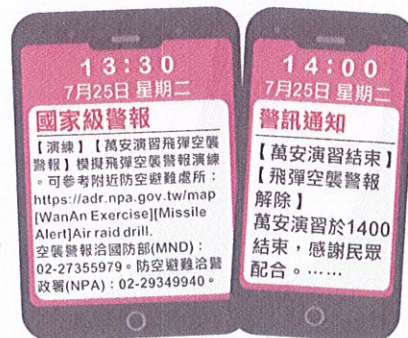 13:30
7月25日 星期二
國家級警報
【演練】【萬安演習飛彈空襲
警報】模擬飛彈空襲警報演練
。可參考附近防空避難處所：
https://adr.npa.gov.tw/map
[WanAn Exercise][Missile
Alert]Air raid drill.
空襲警報洽國防部(MND)：
02-27355979。防空避難洽警
政署(NPA)：02-29349940。
14:00
7月25日 星期二
警訊通知
【萬安演習結束】
【飛彈空襲警報
解除】
萬安演習於1400
結束，感謝民眾
配合。……